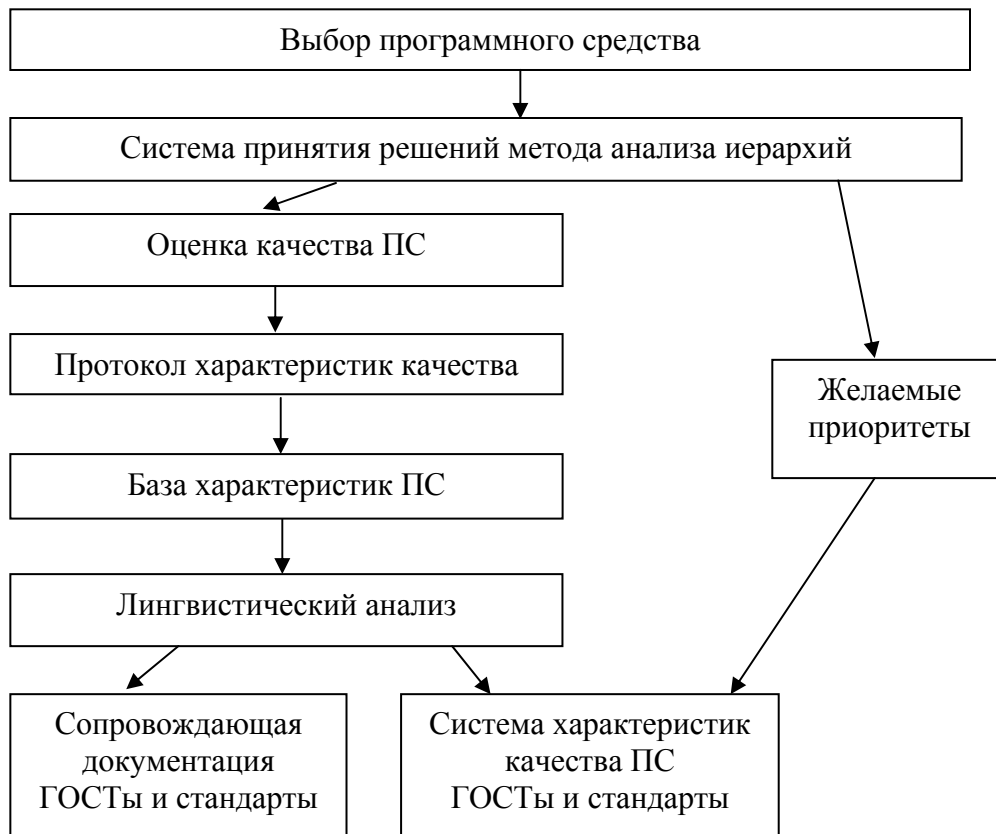 Выбор программного средства
Система принятия решений метода анализа иерархий
Оценка качества ПС
Протокол характеристик качества
Желаемые
приоритеты
База характеристик ПС
Лингвистический анализ
Сопровождающая
документация
ГОСТы и стандарты
Система характеристик
качества ПС
ГОСТы и стандарты